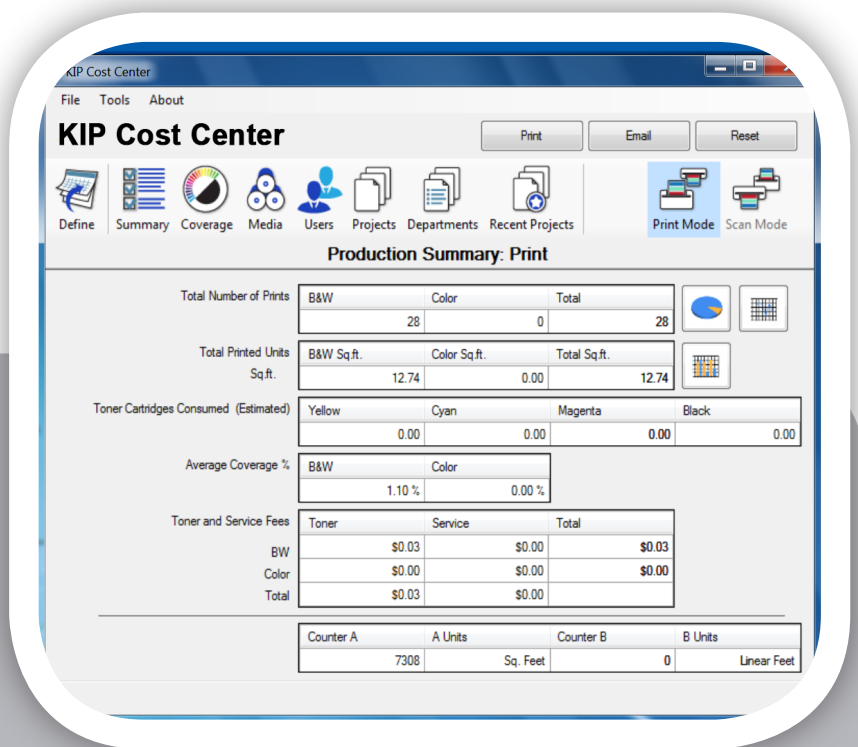 KIP Cost Center
File Tools About
KIP Cost Center
Print Email Reset
Define Summary Coverage Media Users Projects Departments Recent Projects Print Mode Scan Mode
Production Summary: Print
Total Number of Prints B&W Color Total
28 0 28
Total Printed Units B&W Sq.ft. Color Sq.ft. Total Sq.ft.
Sq.ft. 12.74 0.00 12.74
Toner Cartridges Consumed (Estimated) Yellow Cyan Magenta Black
0.00 0.00 0.00 0.00
Average Coverage % B&W Color
1.10 % 0.00 %
Toner and Service Fees Toner Service Total
BW $0.03 $0.00 $0.03
Color $0.00 $0.00 $0.00
Total $0.03 $0.00
Counter A A Units Counter B B Units
7308 Sq. Feet 0 Linear Feet